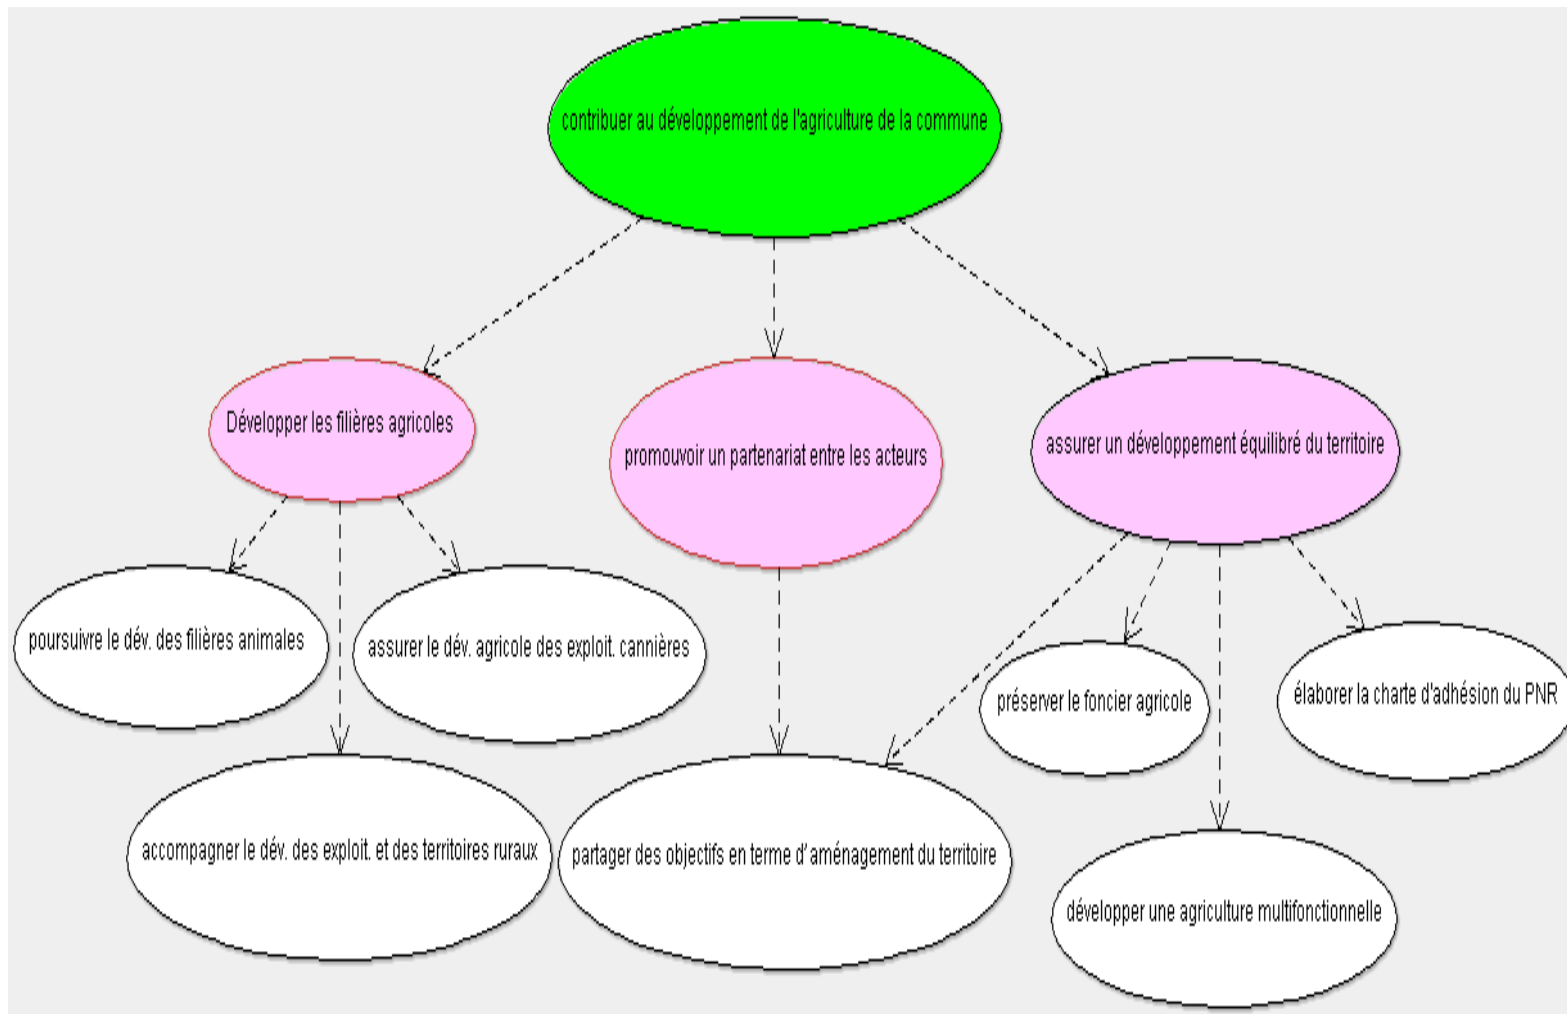 contribuer au développement de l'agriculture de la commune
Développer les filières agricoles
promouvoir un partenariat entre les acteurs
assurer un développement équilibré du territoire
poursuivre le dév. des filières animales
assurer le dév. agricole des exploit. cannières
préserver le foncier agricole
élaborer la charte d'adhésion du PNR
accompagner le dév. des exploit. et des territoires ruraux
partager des objectifs en terme d'aménagement du territoire
développer une agriculture multifonctionnelle